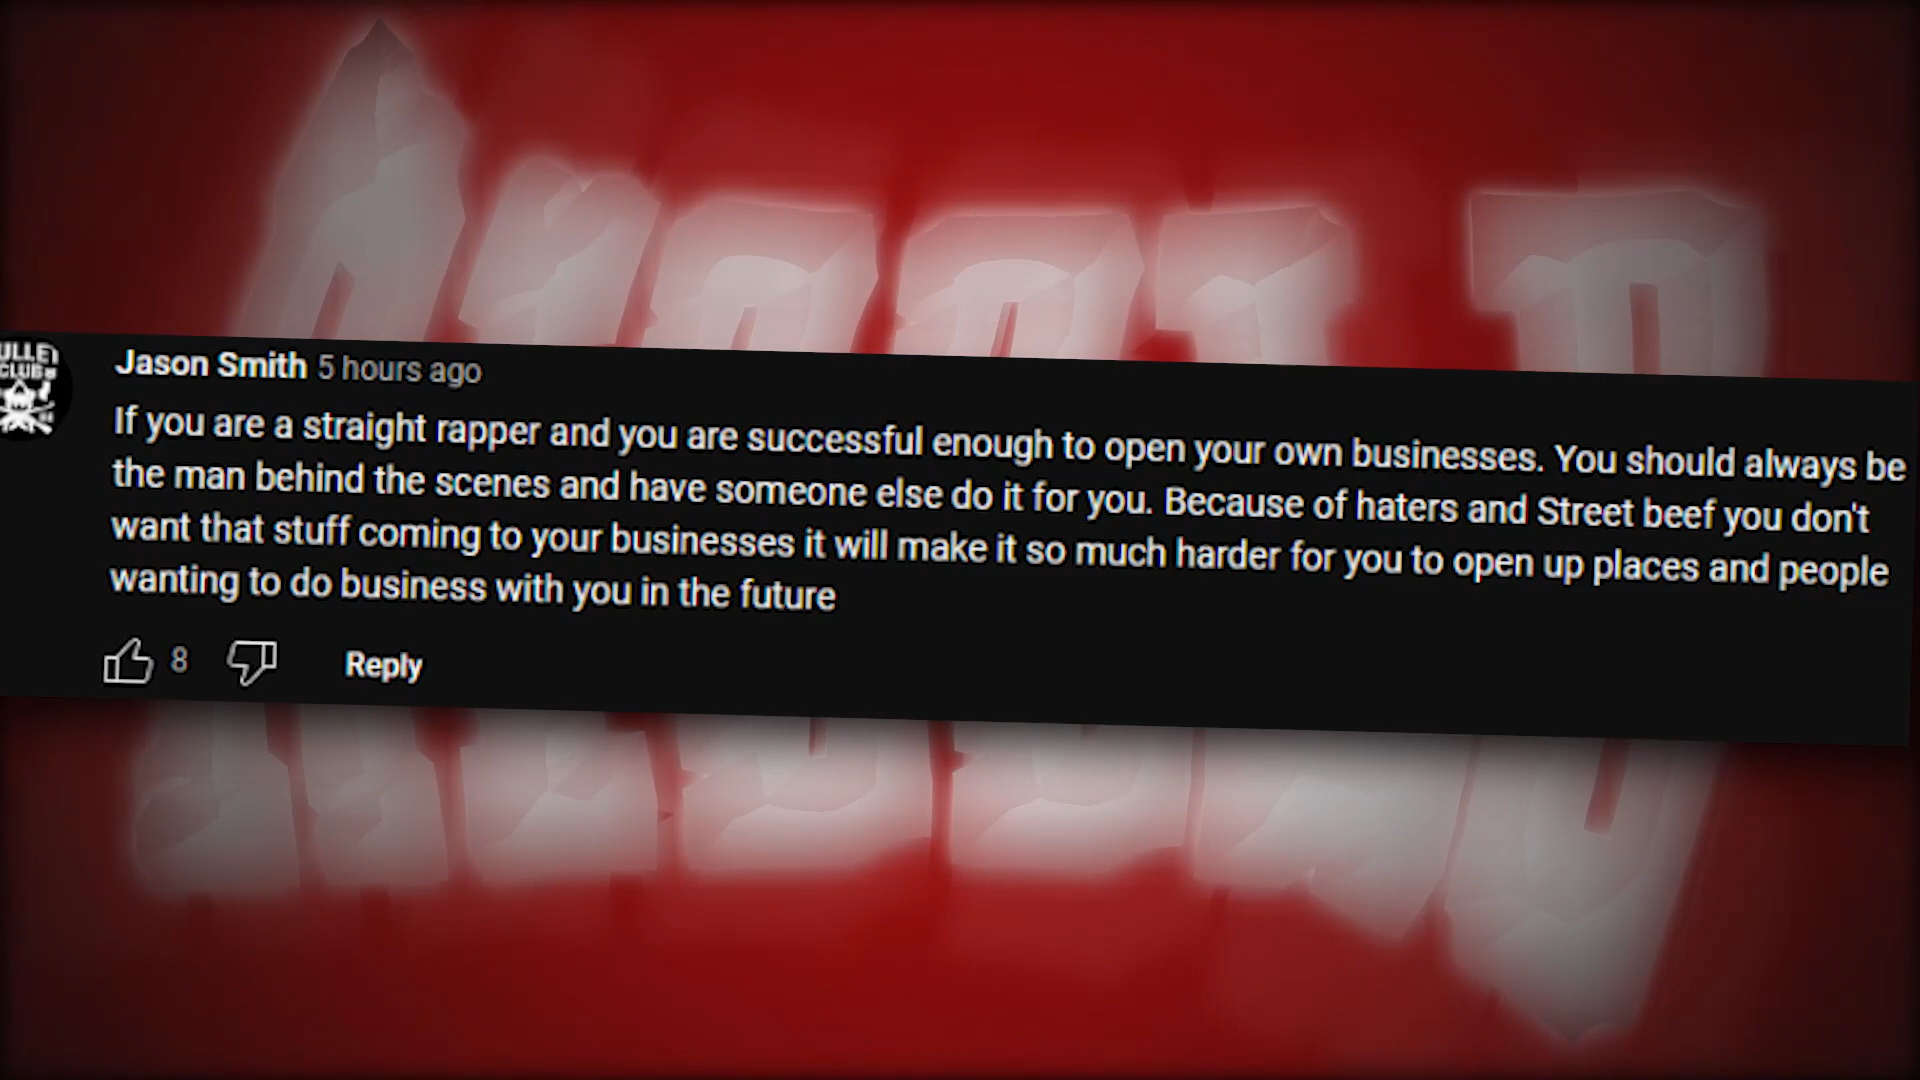 ULLET
CLUB
Jason Smith 5 hours ago
If you are a straight rapper and you are successful enough to open your own businesses. You should always be
the man behind the scenes and have someone else do it for you. Because of haters and Street beef you don't
want that stuff coming to your businesses it will make it so much harder for you to open up places and people
wanting to do business with you in the future
8
Reply